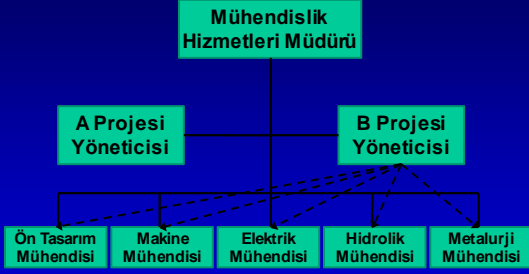 Mühendislik
Hizmetleri Müdürü
A Projesi
Yöneticisi
B Projesi
Yöneticisi
Ön Tasarım
Mühendisi
Makine
Mühendisi
Elektrik
Mühendisi
Hidrolik
Mühendisi
Metalurji
Mühendisi